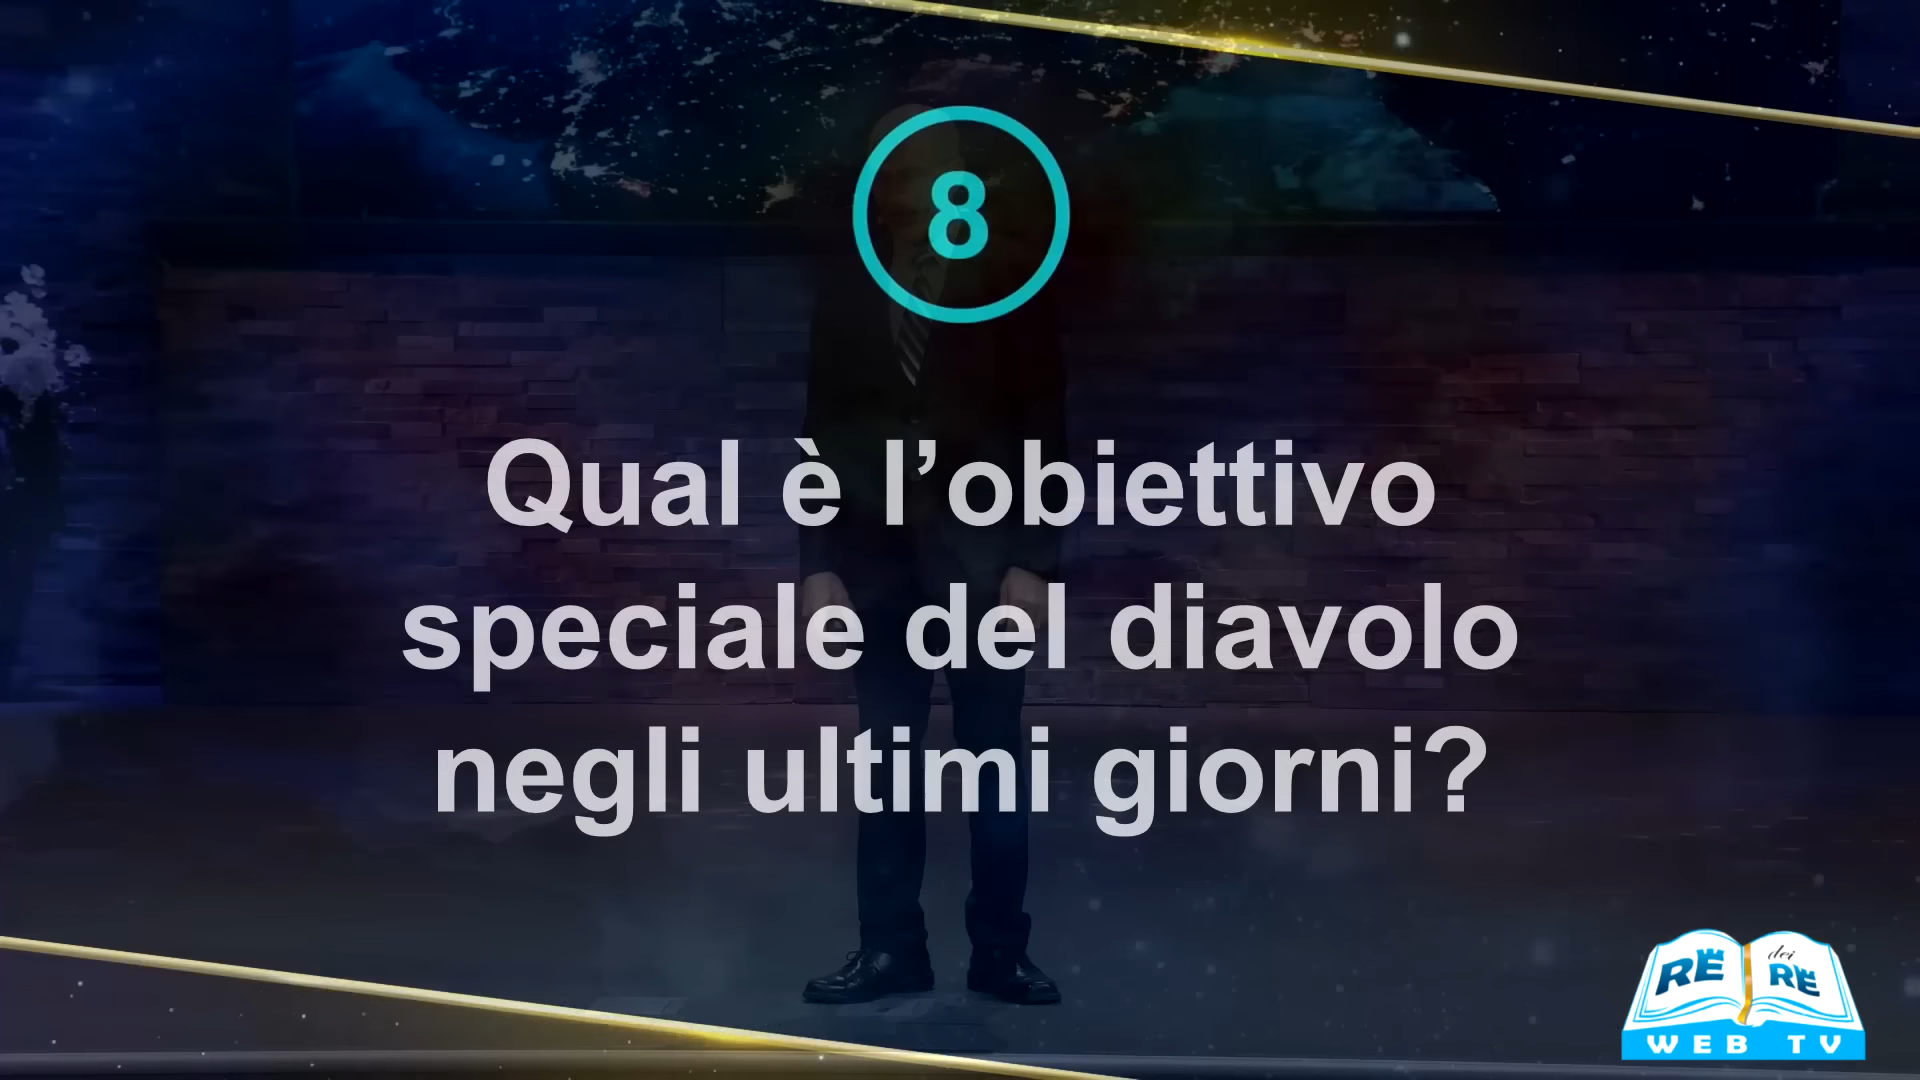 8
Qual è l’obiettivo
speciale del diavolo
negli ultimi giorni?
RE dei RE
WEB TV